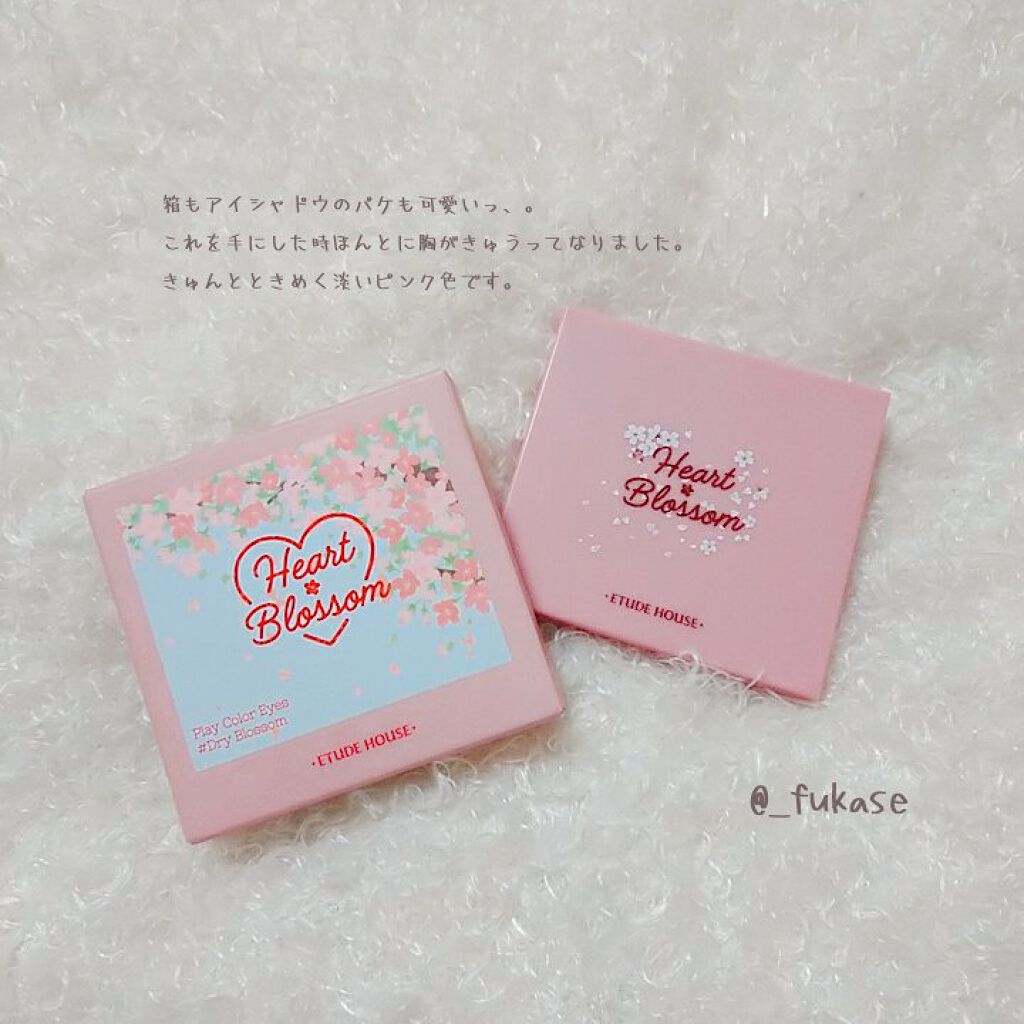 箱もアイシャドウのパケも可愛いっ、。
これを手にした時ほんとに胸がきゅうってなりました。
きゅんとときめく淡いピンク色です。
Heart
Blossom
·ETUDE HOUSE·
Heart
Blossom
Play Color Eyes
#Dry Blossom
·ETUDE HOUSE·
@_fukase